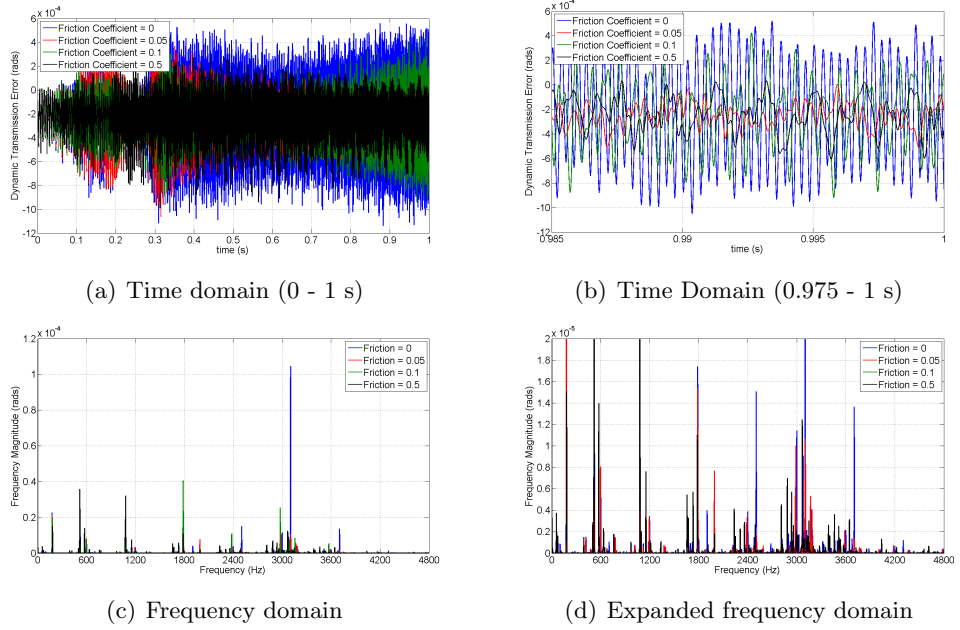 x 10^-4
Friction Coefficient = 0
Friction Coefficient = 0.05
Friction Coefficient = 0.1
Friction Coefficient = 0.5
Dynamic Transmission Error (rads)
6
4
2
0
-2
-4
-6
-8
-10
-12
0 0.1 0.2 0.3 0.4 0.5 0.6 0.7 0.8 0.9 1
time (s)
(a) Time domain (0 - 1 s)
x 10^-4
Friction Coefficient = 0
Friction Coefficient = 0.05
Friction Coefficient = 0.1
Friction Coefficient = 0.5
Dynamic Transmission Error (rads)
6
4
2
0
-2
-4
-6
-8
-10
-12
0.985 0.99 0.995 1
time (s)
(b) Time Domain (0.975 - 1 s)
x 10^-4
Friction = 0
Friction = 0.05
Friction = 0.1
Friction = 0.5
Frequency Magnitude (rads)
1.2
1
0.8
0.6
0.4
0.2
0
0 600 1200 1800 2400 3000 3600 4200 4800
Frequency (Hz)
(c) Frequency domain
x 10^-5
Friction = 0
Friction = 0.05
Friction = 0.1
Friction = 0.5
Frequency Magnitude (rads)
2
1.8
1.6
1.4
1.2
1
0.8
0.6
0.4
0.2
0
0 600 1200 1800 2400 3000 3600 4200 4800
Frequency (Hz)
(d) Expanded frequency domain